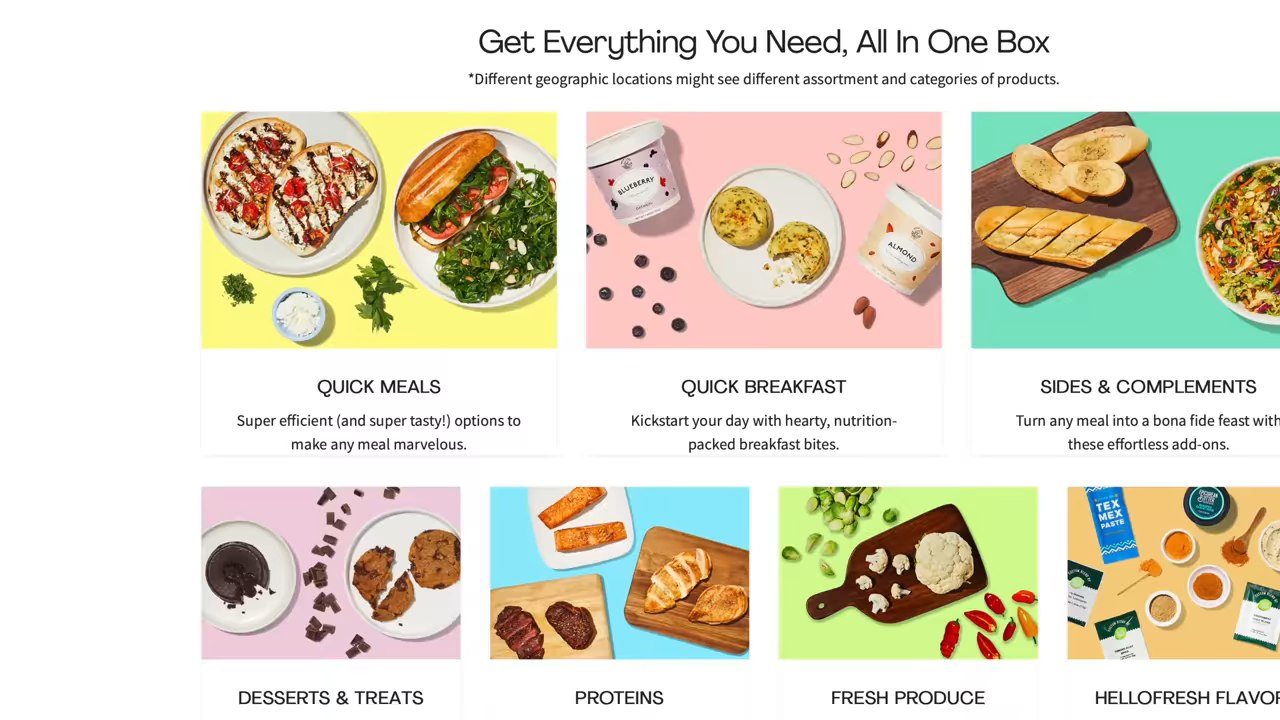 Get Everything You Need, All In One Box
*Different geographic locations might see different assortment and categories of products.
BLUEBERRY
ALMOND
QUICK MEALS
Super efficient (and super tasty!) options to
make any meal marvelous.
QUICK BREAKFAST
Kickstart your day with hearty, nutrition-
packed breakfast bites.
SIDES & COMPLEMENTS
Turn any meal into a bona fide feast with
these effortless add-ons.
TEX
MEX
PASTE
DESSERTS & TREATS
PROTEINS
FRESH PRODUCE
HELLOFRESH FLAVOR